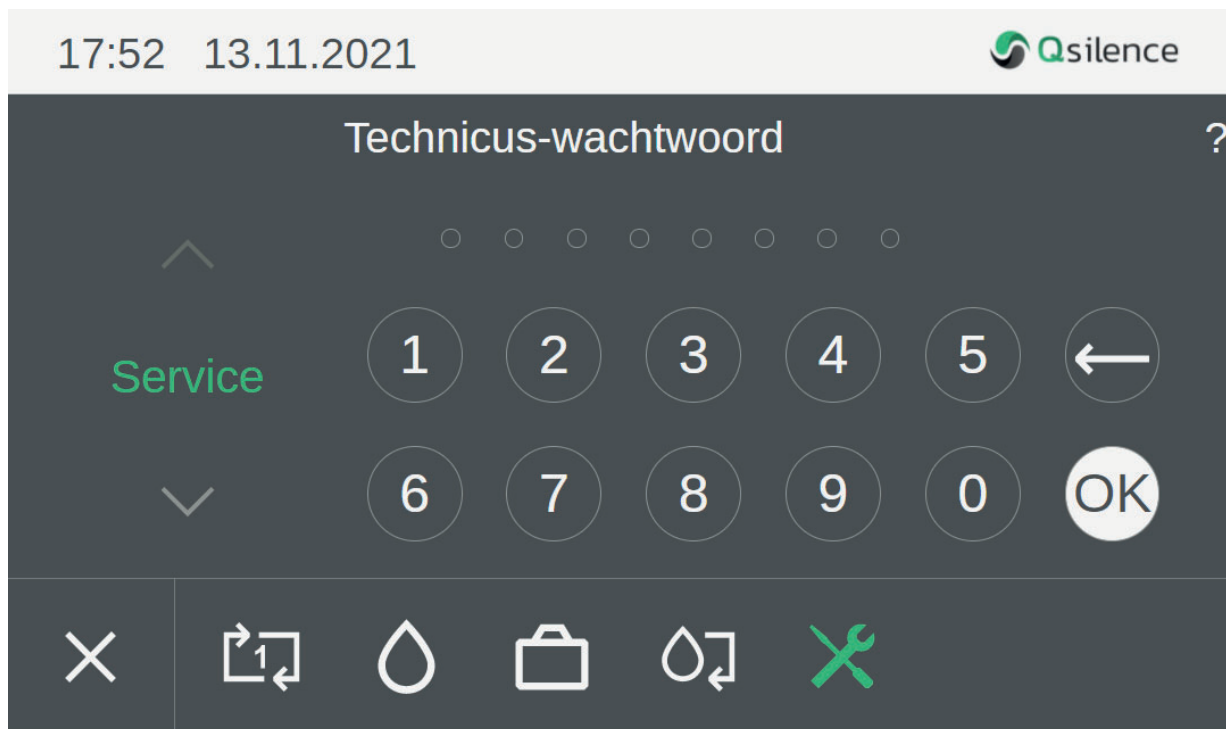 17:52 13.11.2021 Qsilence
Technicus-wachtwoord ?
Service
1 2 3 4 5 ←
6 7 8 9 0 OK
1